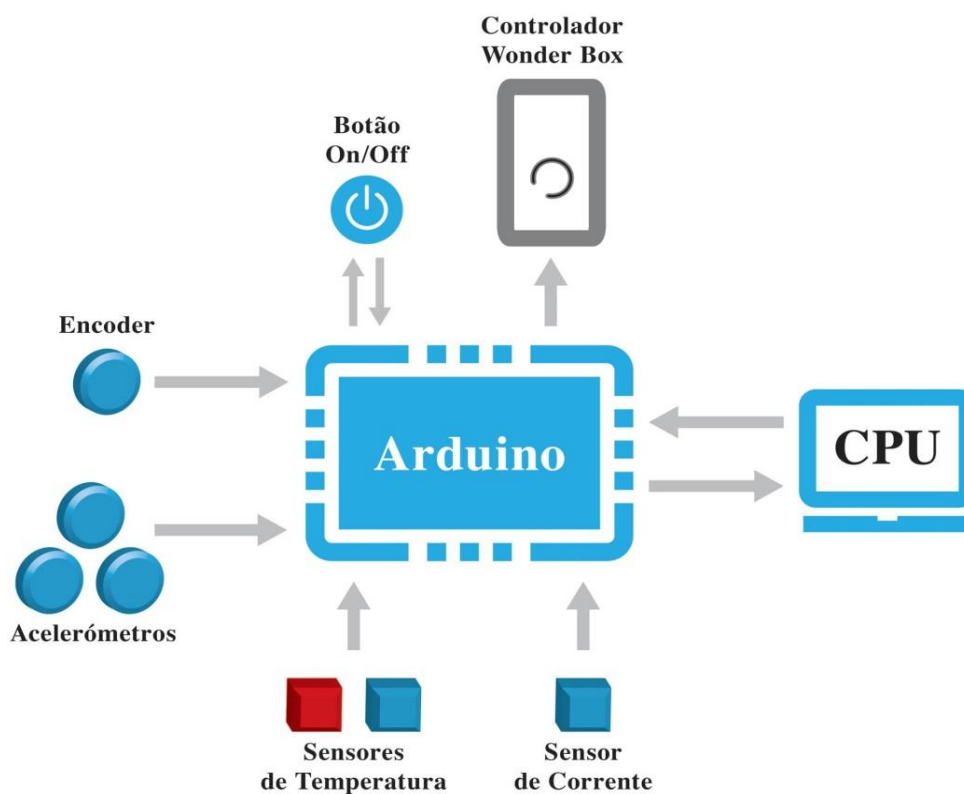 Controlador
Wonder Box
Botão
On/Off
Encoder
Arduino
CPU
Acelerómetros
Sensores
de Temperatura
Sensor
de Corrente